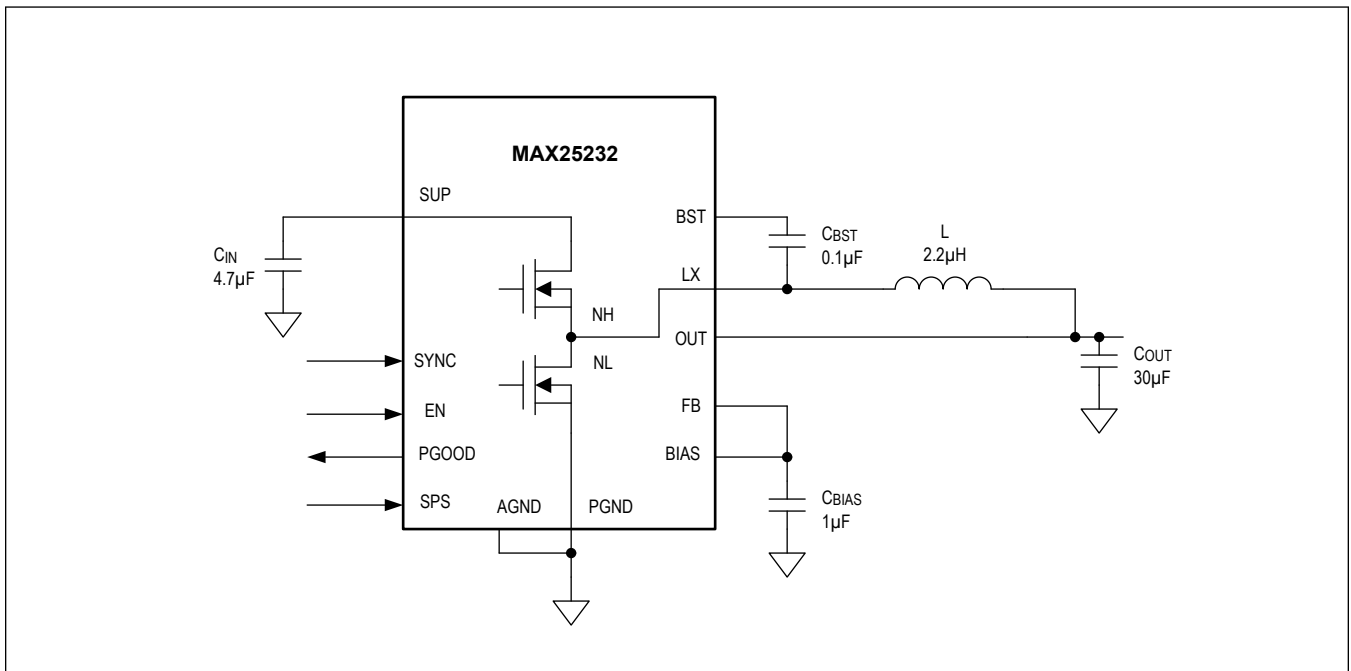 MAX25232
SUP
CIN
4.7µF
SYNC
EN
PGOOD
SPS
AGND
PGND
NH
NL
BST
LX
OUT
FB
BIAS
CBST
0.1µF
L
2.2µH
COUT
30µF
CBIAS
1µF